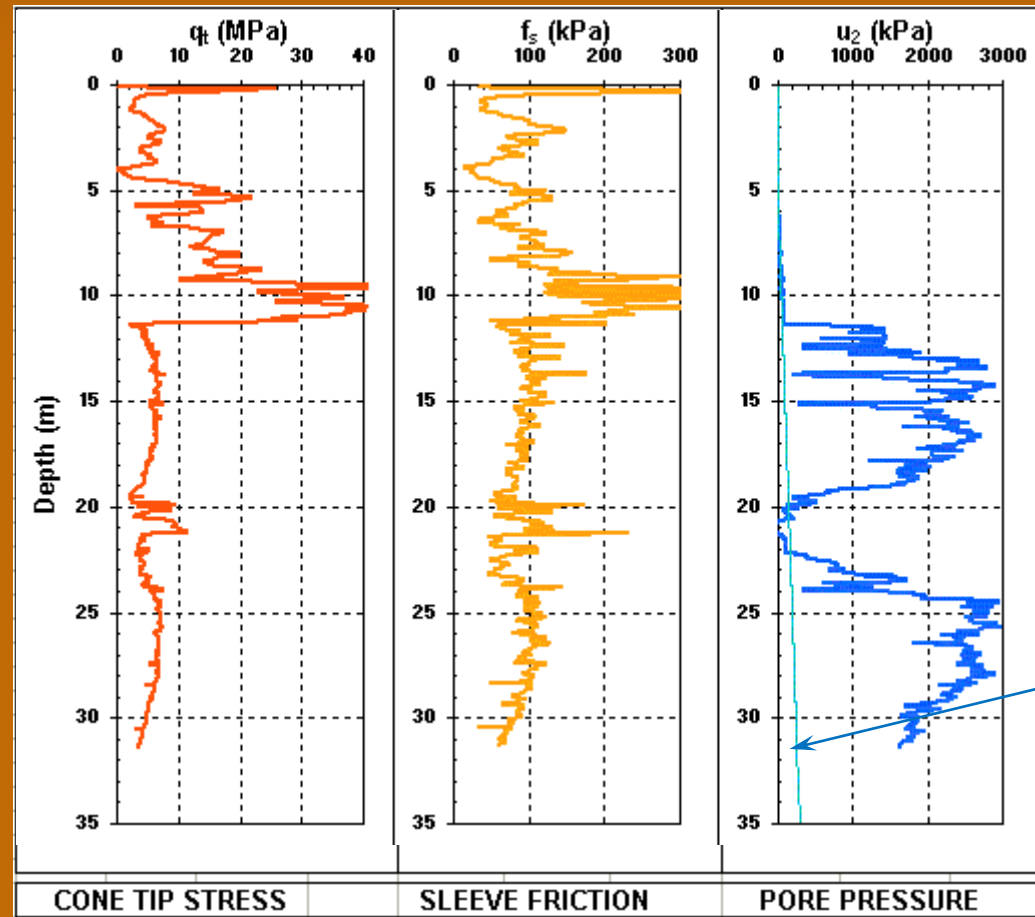 qt (MPa)
0 10 20 30 40
0
5
10
15
20
25
30
35
Depth (m)
CONE TIP STRESS
fs (kPa)
0 100 200 300
0
5
10
15
20
25
30
35
SLEEVE FRICTION
u2 (kPa)
0 1000 2000 3000
0
5
10
15
20
25
30
35
PORE PRESSURE